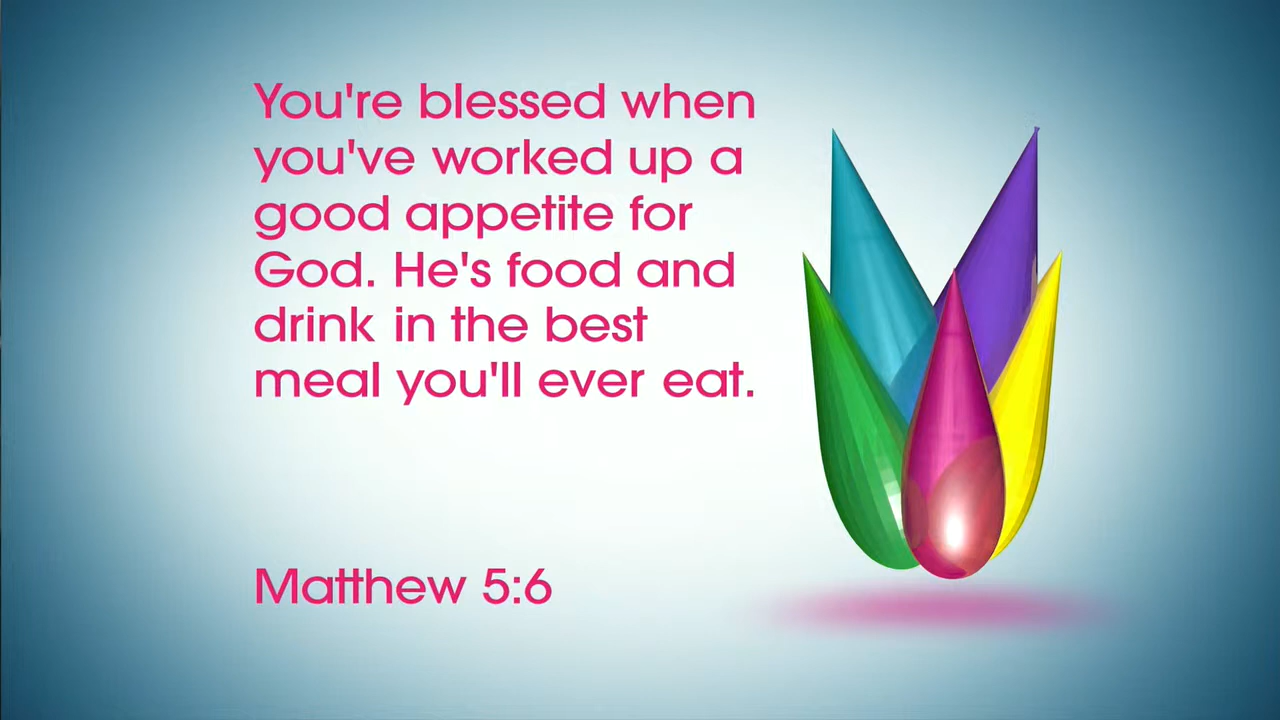 You're blessed when
you've worked up a
good appetite for
God. He's food and
drink in the best
meal you'll ever eat.
Matthew 5:6